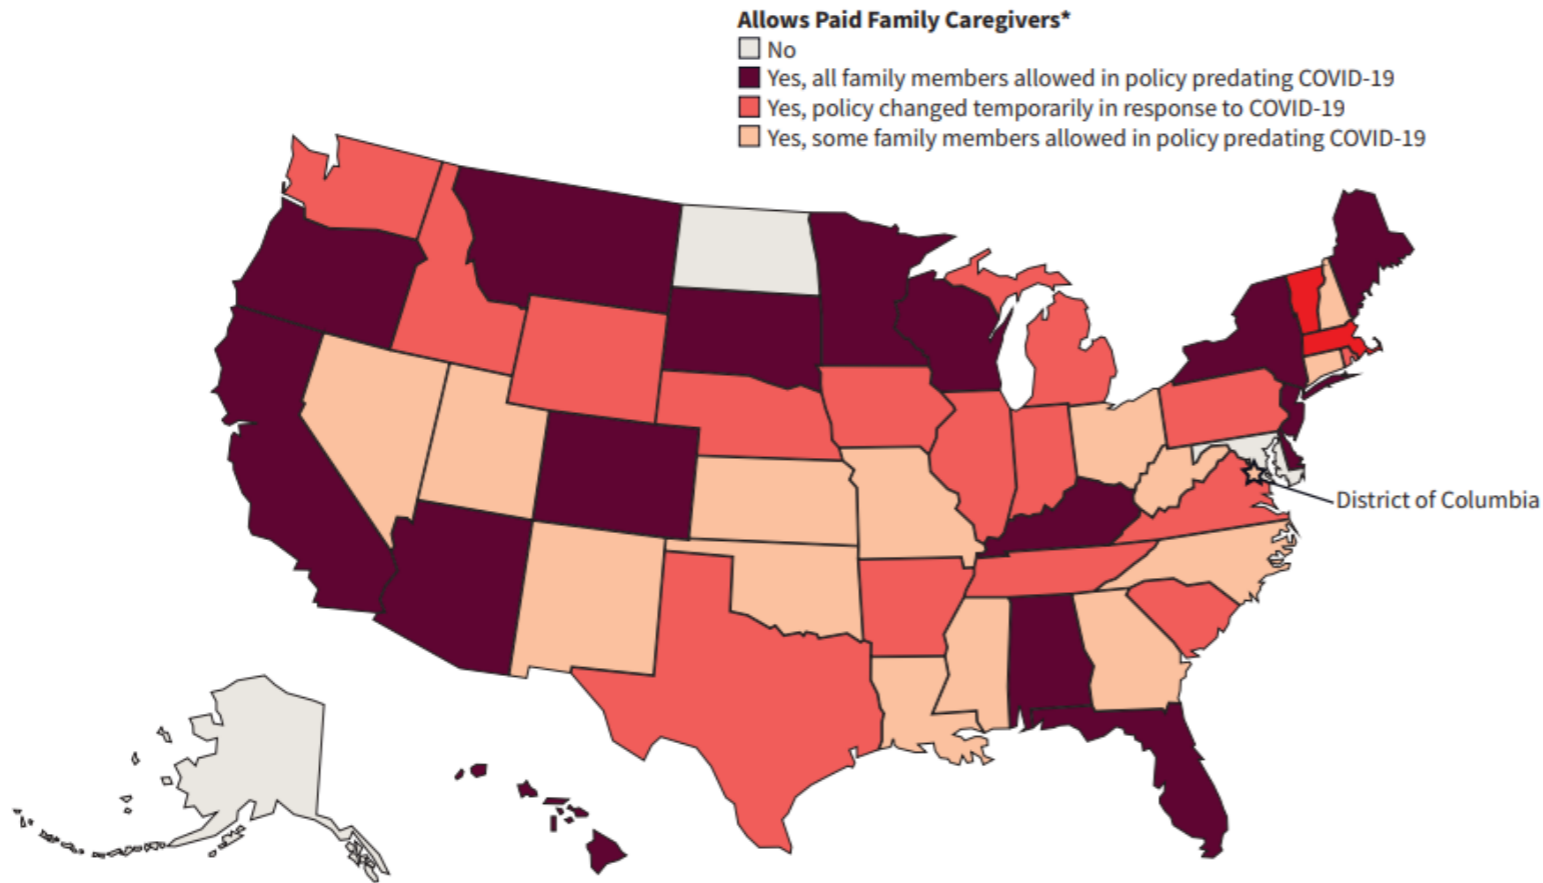 Allows Paid Family Caregivers*
No
Yes, all family members allowed in policy predating COVID-19
Yes, policy changed temporarily in response to COVID-19
Yes, some family members allowed in policy predating COVID-19
District of Columbia